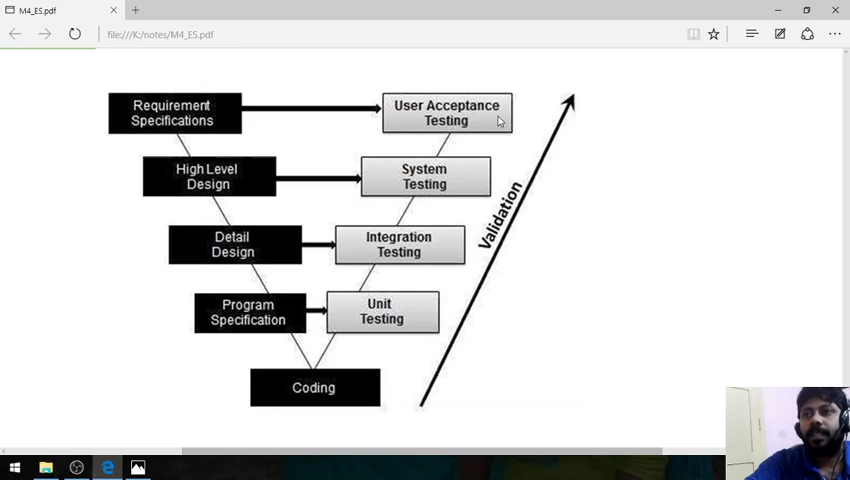 M4_ES.pdf
file:///K:/notes/M4_ES.pdf
Requirement
Specifications
User Acceptance
Testing
High Level
Design
System
Testing
Detail
Design
Integration
Testing
Program
Specification
Unit
Testing
Coding
Validation